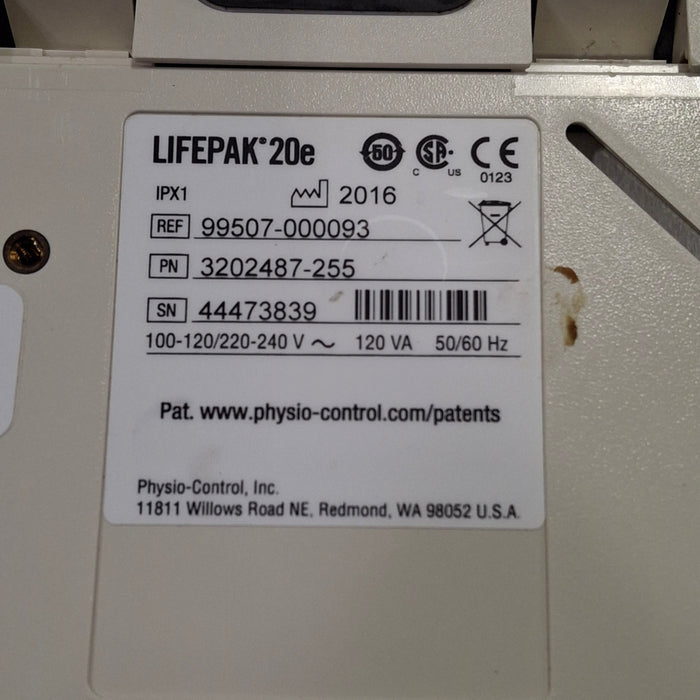 LIFEPAK® 20e
50 SA® C US CE 0123
IPX1 2016
REF 99507-000093
PN 3202487-255
SN 44473839
100-120/220-240 V ~ 120 VA 50/60 Hz
Pat. www.physio-control.com/patents
Physio-Control, Inc.
11811 Willows Road NE, Redmond, WA 98052 U.S.A.